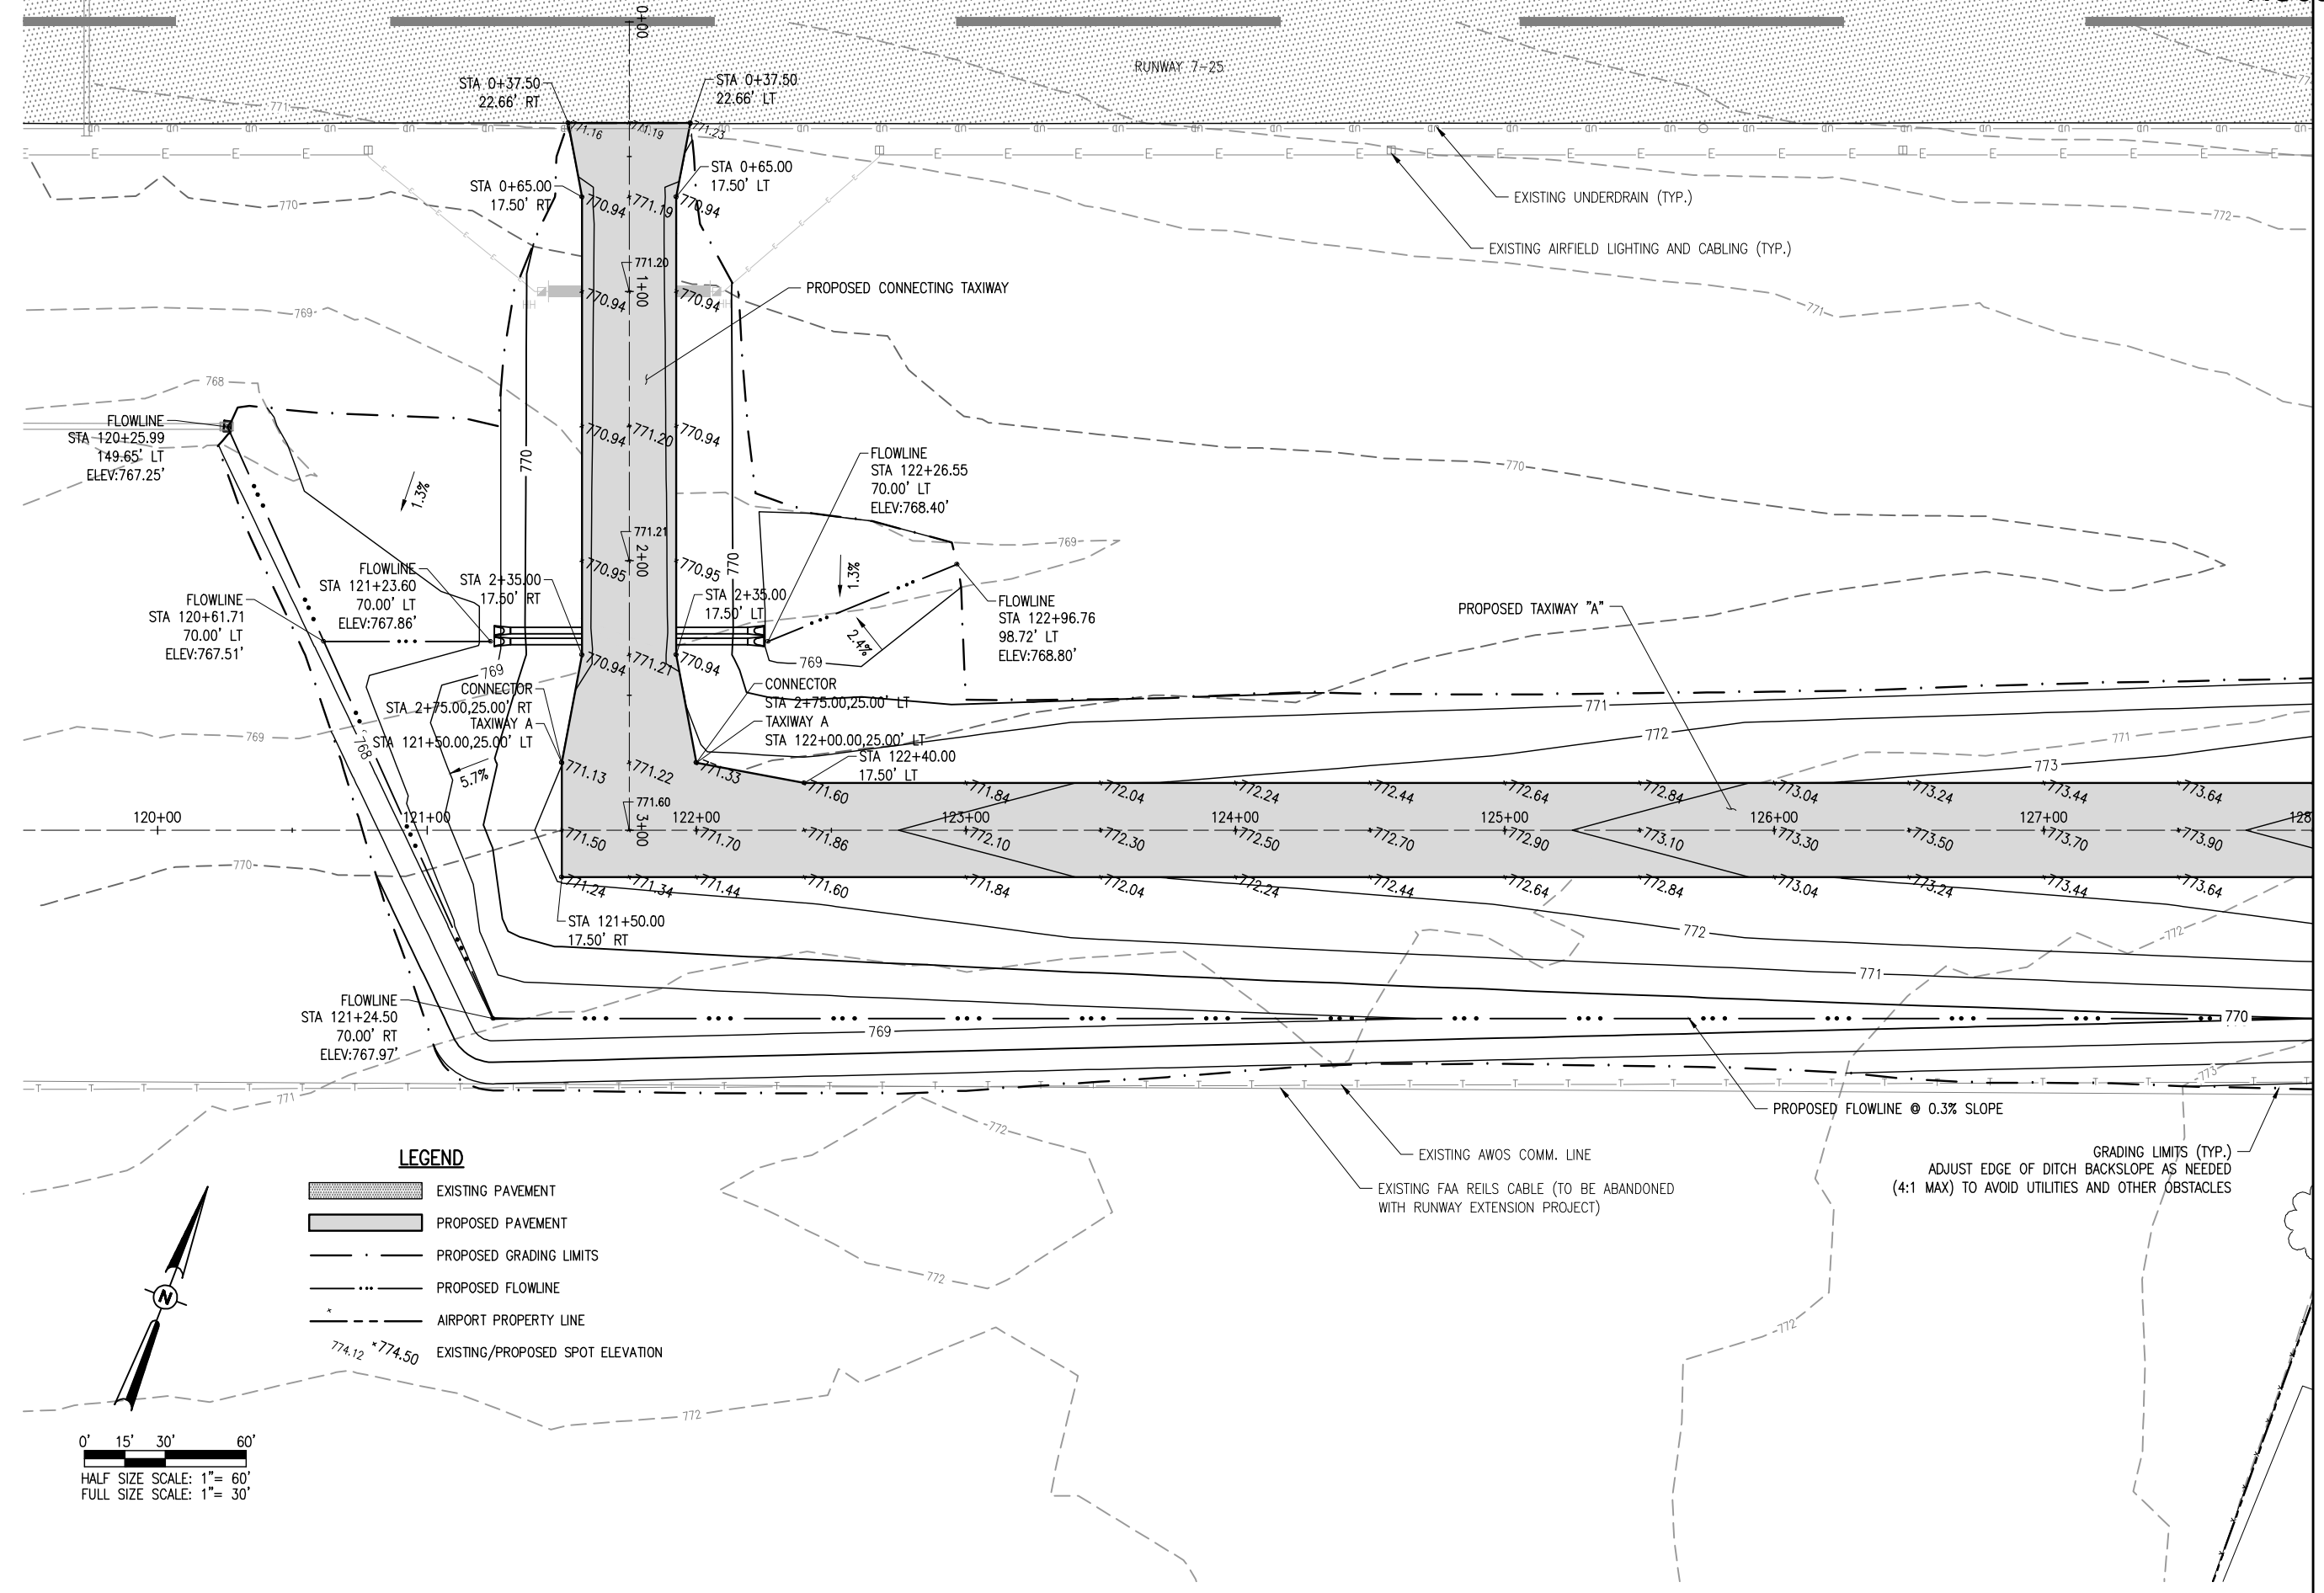 0+00
RUNWAY 7-25
STA 0+37.50
22.66' RT
STA 0+37.50
22.66' LT
771
771.16
771.19
771.23
STA 0+65.00
17.50' RT
STA 0+65.00
17.50' LT
770.94
771.19
770.94
EXISTING UNDERDRAIN (TYP.)
EXISTING AIRFIELD LIGHTING AND CABLING (TYP.)
770
772
771.20
1+00
770.94
770.94
HH
PROPOSED CONNECTING TAXIWAY
769
771
768
FLOWLINE
STA 120+25.99
149.65' LT
ELEV:767.25'
770.94
771.20
770.94
770
770
1.3%
FLOWLINE
STA 122+26.55
70.00' LT
ELEV:768.40'
770
771.21
2+00
770.95
770.95
769
1.3%
2.4%
769
FLOWLINE
STA 121+23.60
70.00' LT
ELEV:767.86'
STA 2+35.00
17.50' RT
STA 2+35.00
17.50' LT
FLOWLINE
STA 120+61.71
70.00' LT
ELEV:767.51'
FLOWLINE
STA 122+96.76
98.72' LT
ELEV:768.80'
PROPOSED TAXIWAY "A"
770.94
771.21
770.94
769
CONNECTOR
STA 2+75.00,25.00' RT
TAXIWAY A
STA 121+50.00,25.00' LT
CONNECTOR
STA 2+75.00,25.00' LT
TAXIWAY A
STA 122+00.00,25.00' LT
STA 122+40.00
17.50' LT
771
772
773
771
769
768
5.7%
771.13
771.22
771.33
771.60
771.84
772.04
772.24
772.44
772.64
772.84
773.04
773.24
773.44
773.64
771.60
3+00
120+00
121+00
122+00
123+00
124+00
125+00
126+00
127+00
128
771.50
771.70
771.86
772.10
772.30
772.50
772.70
772.90
773.10
773.30
773.50
773.70
773.90
770
771.24
771.34
771.44
771.60
771.84
772.04
772.24
772.44
772.64
772.84
773.04
773.24
773.44
773.64
STA 121+50.00
17.50' RT
772
772
771
FLOWLINE
STA 121+24.50
70.00' RT
ELEV:767.97'
769
770
771
773
772
PROPOSED FLOWLINE @ 0.3% SLOPE
EXISTING AWOS COMM. LINE
EXISTING FAA REILS CABLE (TO BE ABANDONED
WITH RUNWAY EXTENSION PROJECT)
GRADING LIMITS (TYP.)
ADJUST EDGE OF DITCH BACKSLOPE AS NEEDED
(4:1 MAX) TO AVOID UTILITIES AND OTHER OBSTACLES
772
772
772
LEGEND
EXISTING PAVEMENT
PROPOSED PAVEMENT
PROPOSED GRADING LIMITS
PROPOSED FLOWLINE
AIRPORT PROPERTY LINE
774.12 774.50 EXISTING/PROPOSED SPOT ELEVATION
N
0' 15' 30' 60'
HALF SIZE SCALE: 1"= 60'
FULL SIZE SCALE: 1"= 30'